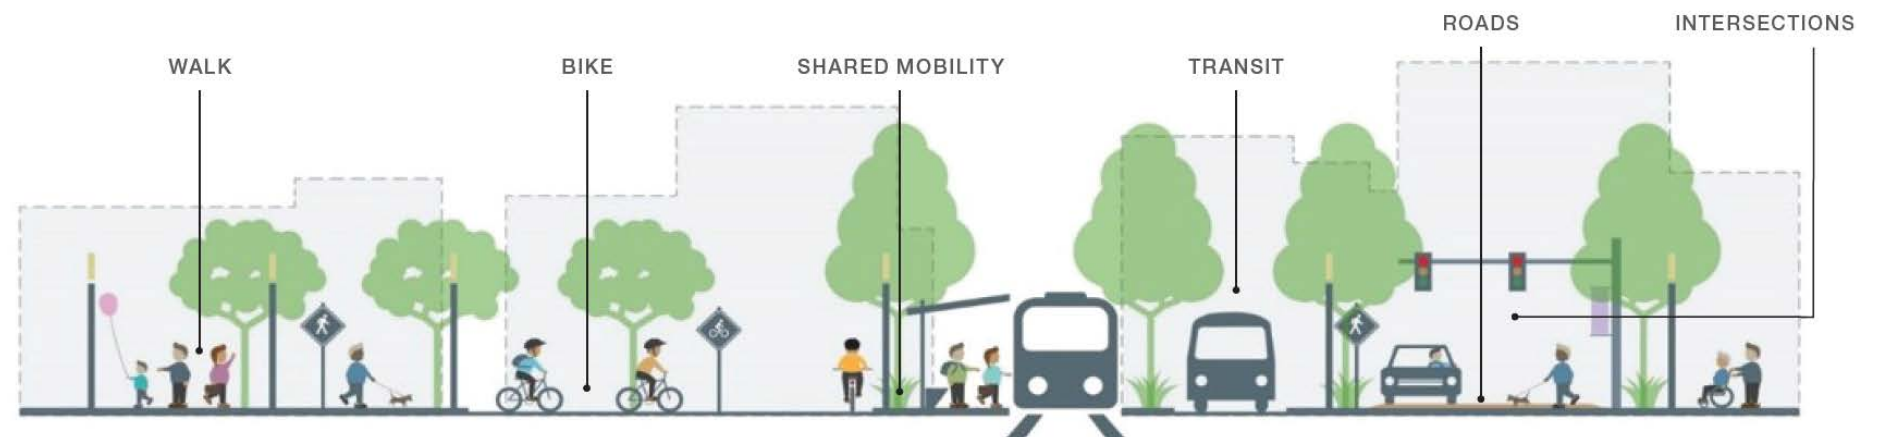 WALK
BIKE
SHARED MOBILITY
TRANSIT
ROADS
INTERSECTIONS